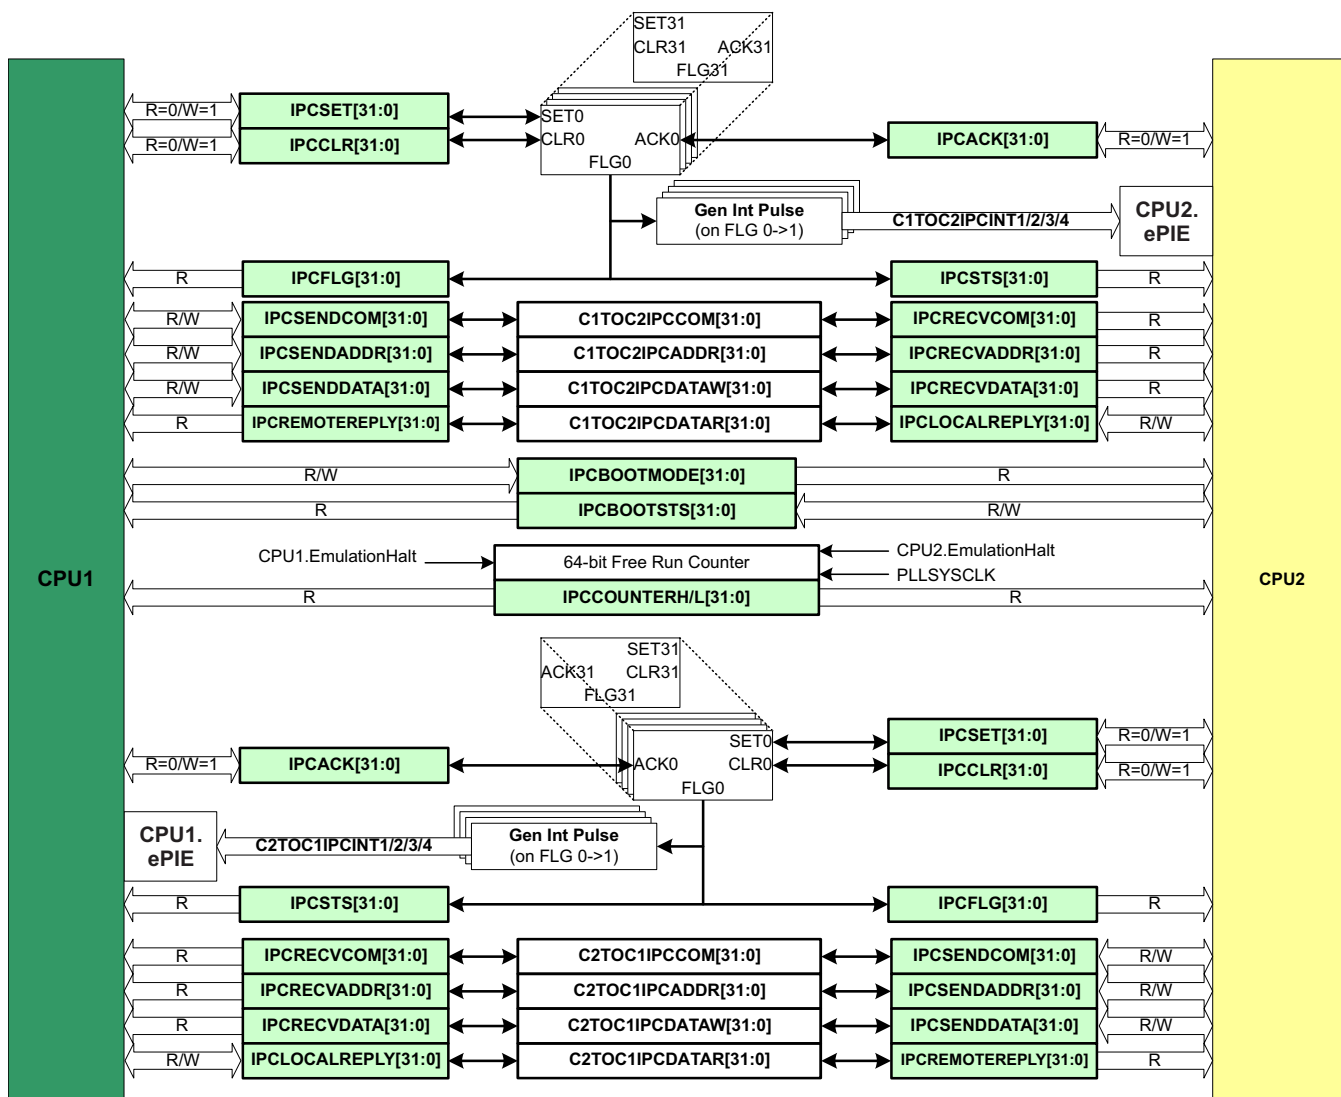 SET31
CLR31 ACK31
FLG31
R=0/W=1 IPCSET[31:0] SET0
R=0/W=1 IPCCLR[31:0] CLR0 ACK0 IPCACK[31:0] R=0/W=1
FLG0
Gen Int Pulse
(on FLG 0->1)
C1TOC2IPCINT1/2/3/4
CPU2.
ePIE
R IPCFLG[31:0] IPCSTS[31:0] R
R/W IPCSENDCOM[31:0] C1TOC2IPCCOM[31:0] IPCRECVCOM[31:0] R
R/W IPCSENDADDR[31:0] C1TOC2IPCADDR[31:0] IPCRECVADDR[31:0] R
R/W IPCSENDDATA[31:0] C1TOC2IPCDATAW[31:0] IPCRECVDATA[31:0] R
R IPCREMOTEREPLY[31:0] C1TOC2IPCDATAR[31:0] IPCLOCALREPLY[31:0] R/W
R/W IPCBOOTMODE[31:0] R
R IPCBOOTSTS[31:0] R/W
CPU1.EmulationHalt 64-bit Free Run Counter CPU2.EmulationHalt
PLLSYSCLK
CPU1
CPU2
R IPCCOUNTERH/L[31:0] R
SET31
ACK31 CLR31
FLG31
SET0 IPCSET[31:0] R=0/W=1
R=0/W=1 IPCACK[31:0] ACK0 CLR0 IPCCLR[31:0] R=0/W=1
FLG0
CPU1.
ePIE
C2TOC1IPCINT1/2/3/4
Gen Int Pulse
(on FLG 0->1)
R IPCSTS[31:0] IPCFLG[31:0] R
R IPCRECVCOM[31:0] C2TOC1IPCCOM[31:0] IPCSENDCOM[31:0] R/W
R IPCRECVADDR[31:0] C2TOC1IPCADDR[31:0] IPCSENDADDR[31:0] R/W
R IPCRECVDATA[31:0] C2TOC1IPCDATAW[31:0] IPCSENDDATA[31:0] R/W
R/W IPCLOCALREPLY[31:0] C2TOC1IPCDATAR[31:0] IPCREMOTEREPLY[31:0] R